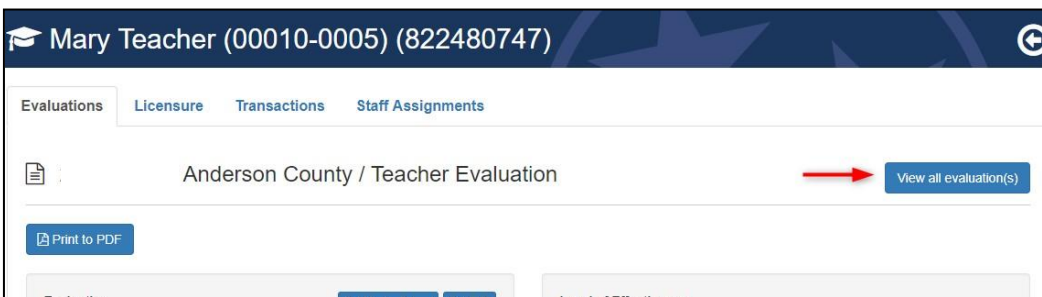 Mary Teacher (00010-0005) (822480747)
Evaluations Licensure Transactions Staff Assignments
Anderson County / Teacher Evaluation
View all evaluation(s)
Print to PDF